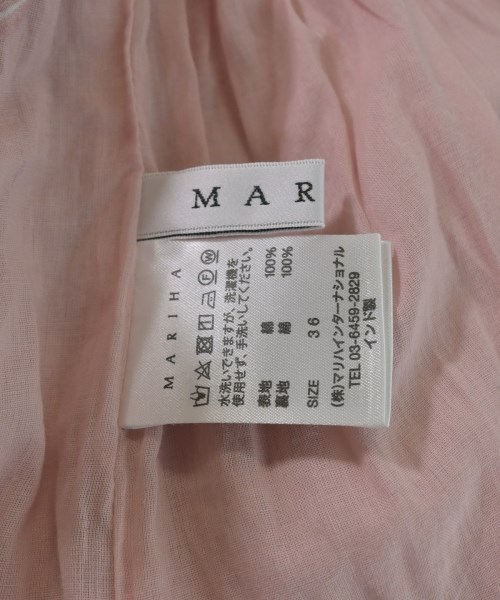 MAR
MARIHA
水洗いできますが、洗濯機を
使用せず、手洗いしてください。
表地 綿 100%
裏地 綿 100%
SIZE 36
(株)マリハインターナショナル
TEL 03-6459-2829
インド製